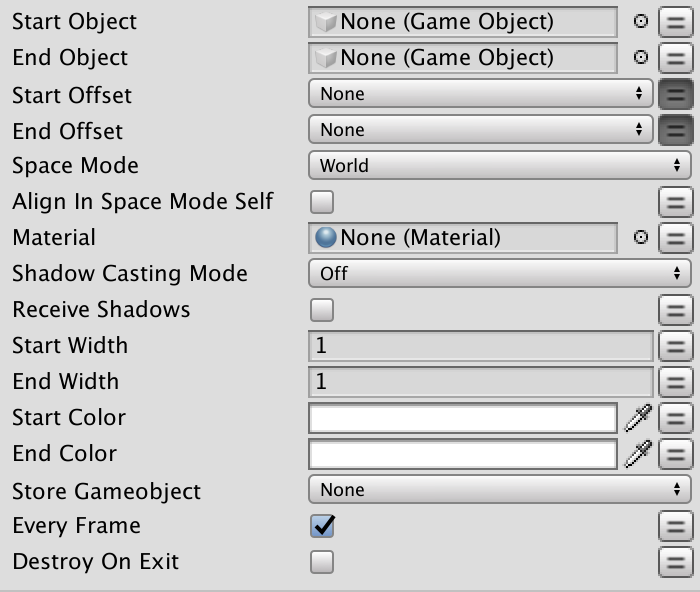 Start Object None (Game Object)
End Object None (Game Object)
Start Offset None
End Offset None
Space Mode World
Align In Space Mode Self
Material None (Material)
Shadow Casting Mode Off
Receive Shadows
Start Width 1
End Width 1
Start Color
End Color
Store Gameobject None
Every Frame
Destroy On Exit